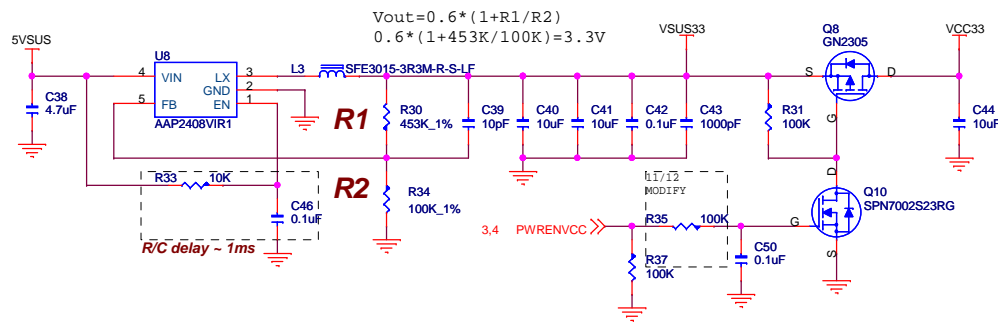 Vout=0.6*(1+R1/R2)
0.6*(1+453K/100K)=3.3V
5VSUS
VSUS33
VCC33
Q8
GN2305
U8
4
VIN
LX
3
GND
2
5
FB
EN
1
AAP2408VIR1
L3
SFE3015-3R3M-R-S-LF
S
D
G
C38
4.7uF
R1
R30
453K_1%
C39
10pF
C40
10uF
C41
10uF
C42
0.1uF
C43
1000pF
R31
100K
C44
10uF
R33
10K
R2
R34
100K_1%
C46
0.1uF
R/C delay ~ 1ms
11/12
MODIFY
D
Q10
SPN7002S23RG
G
S
3,4
PWRENVCC
R35
100K
R37
100K
C50
0.1uF